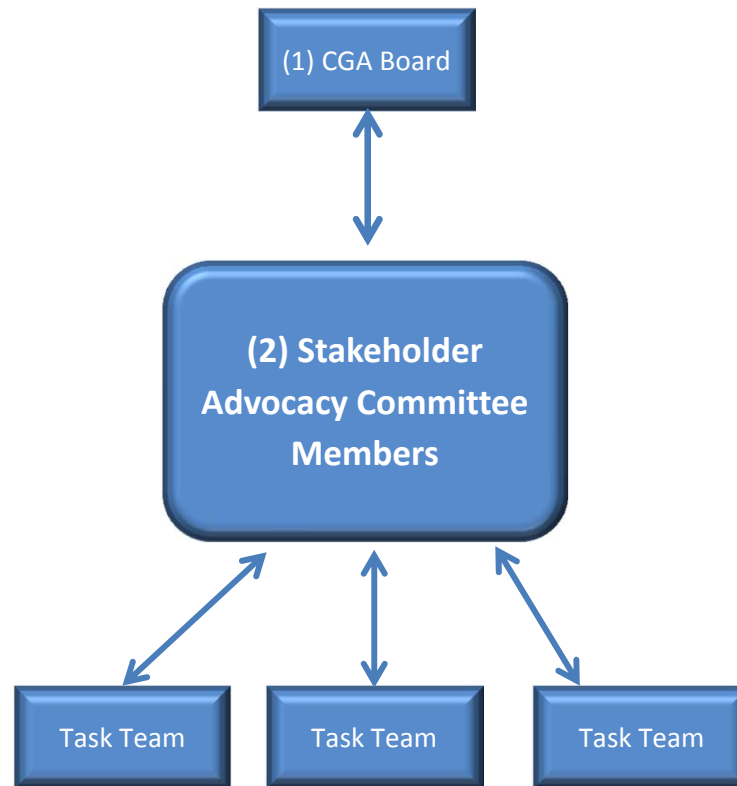 (1) CGA Board
(2) Stakeholder
Advocacy Committee
Members
Task Team
Task Team
Task Team